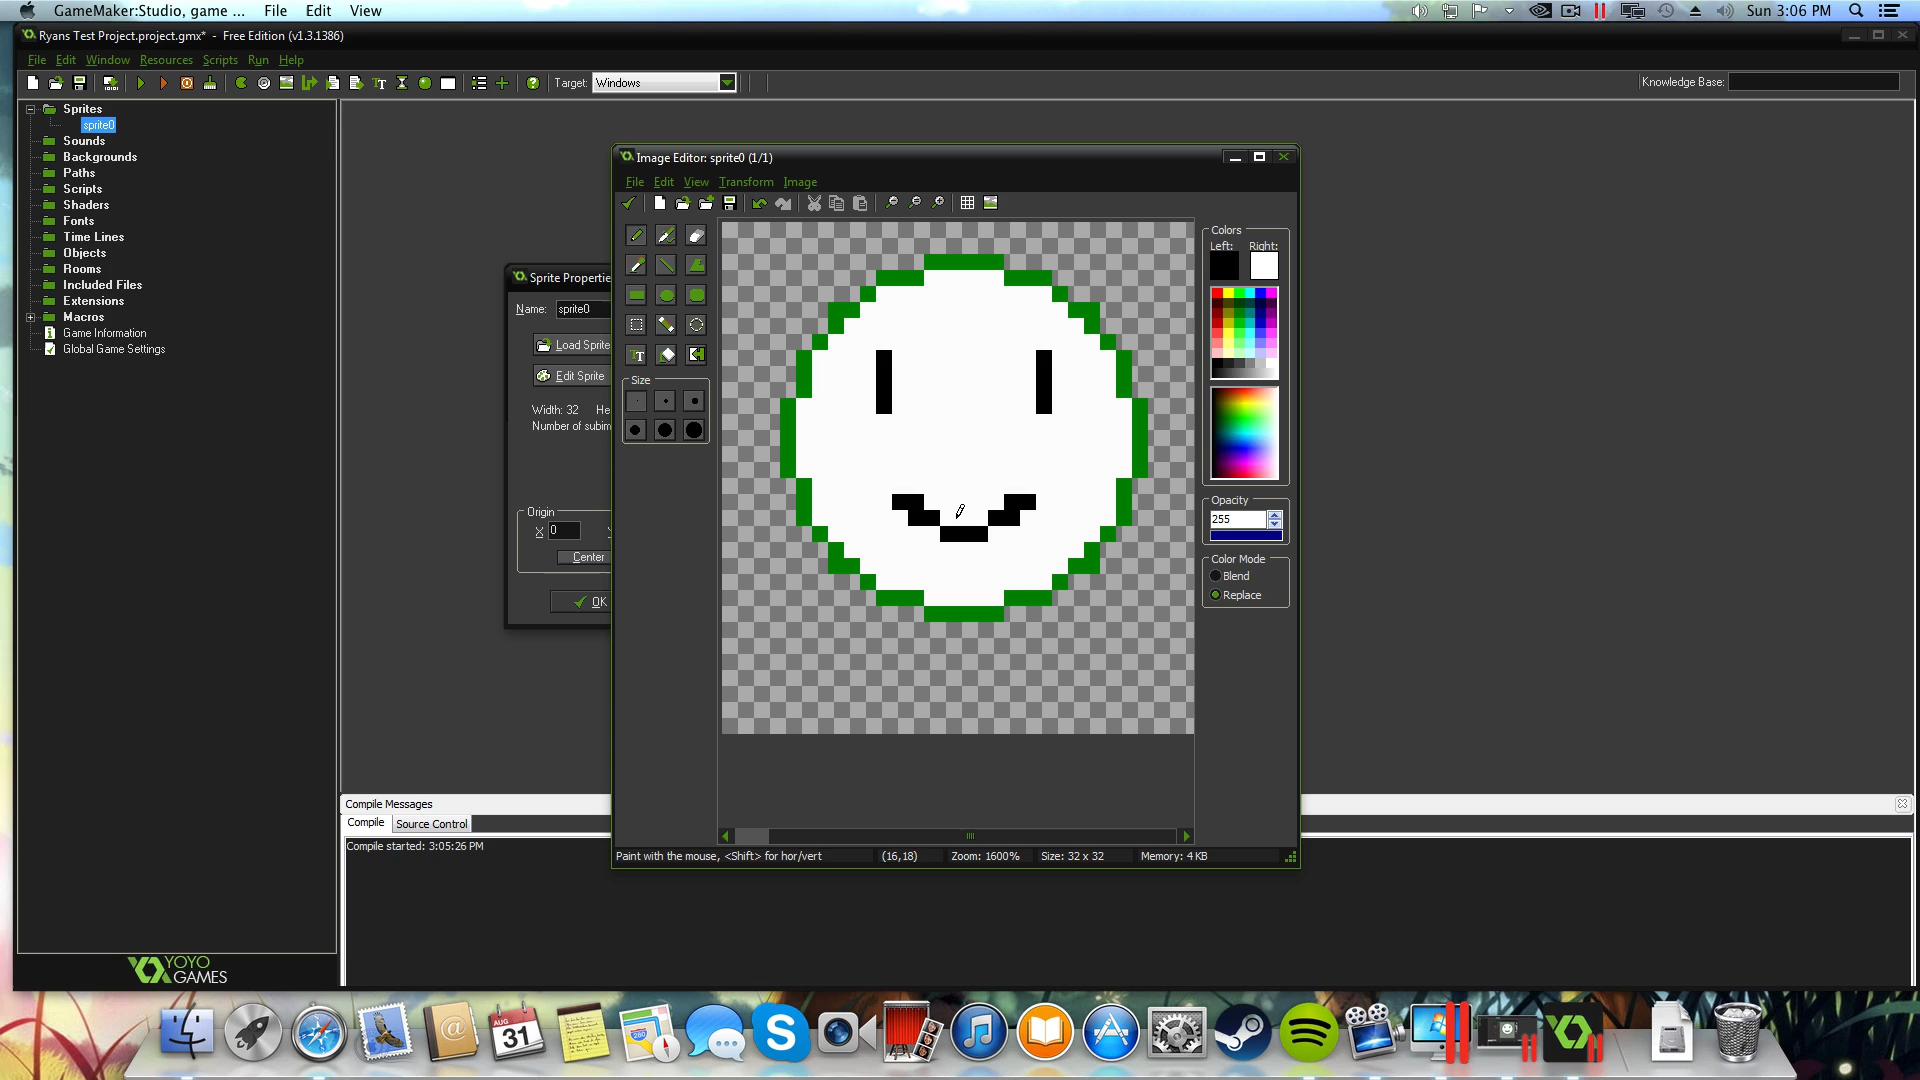 GameMaker:Studio, game ... File Edit View Sun 3:06 PM
Ryans Test Project.project.gmx* - Free Edition (v1.3.1386)
File Edit Window Resources Scripts Run Help
Target: Windows Knowledge Base:
Sprites
sprite0
Sounds
Backgrounds
Paths
Scripts
Shaders
Fonts
Time Lines
Objects
Rooms
Included Files
Extensions
Macros
Game Information
Global Game Settings
YOYO
GAMES
Sprite Propertie
Name: sprite0
Load Sprite
Edit Sprite
Width: 32 He
Number of subim
Origin
X 0
Center
OK
Image Editor: sprite0 (1/1)
File Edit View Transform Image
Size
Colors
Left: Right:
Opacity
255
Color Mode
Blend
Replace
Paint with the mouse, <Shift> for hor/vert (16,18) Zoom: 1600% Size: 32 x 32 Memory: 4 KB
Compile Messages
Compile Source Control
Compile started: 3:05:26 PM
AUG
31